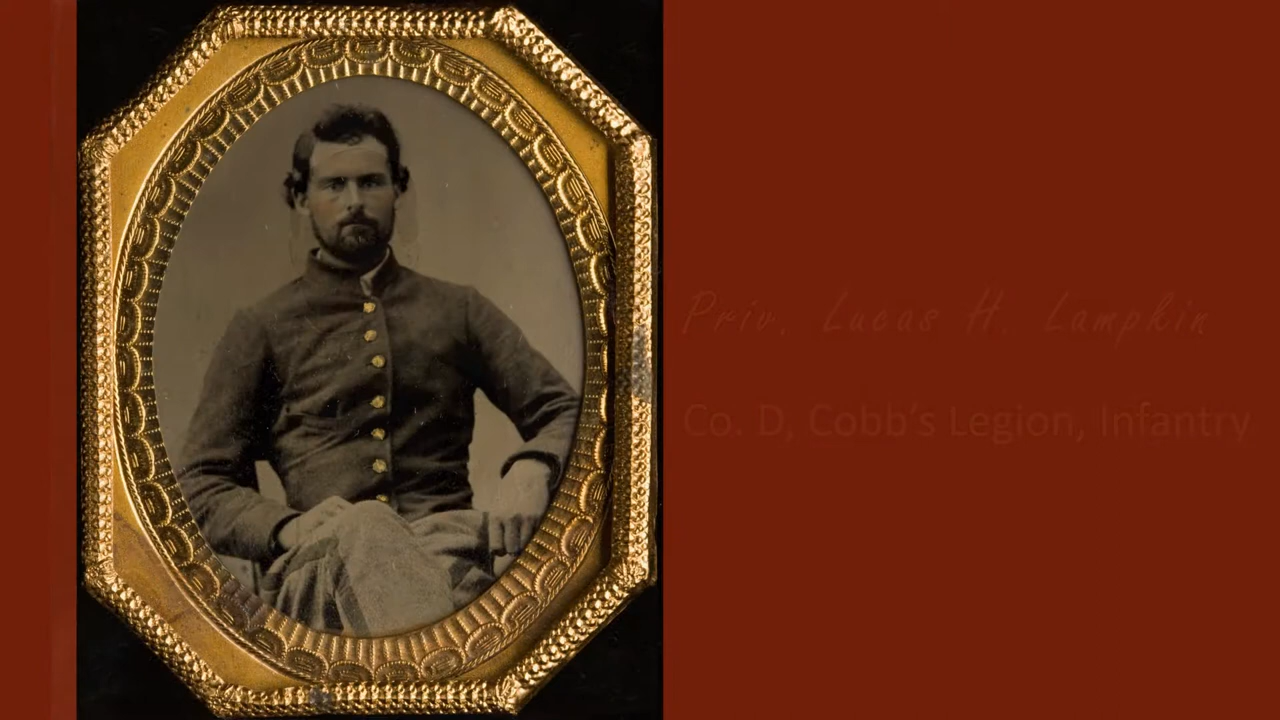 Priv. Lucas H. Lampkin
Co. D, Cobb's Legion, Infantry